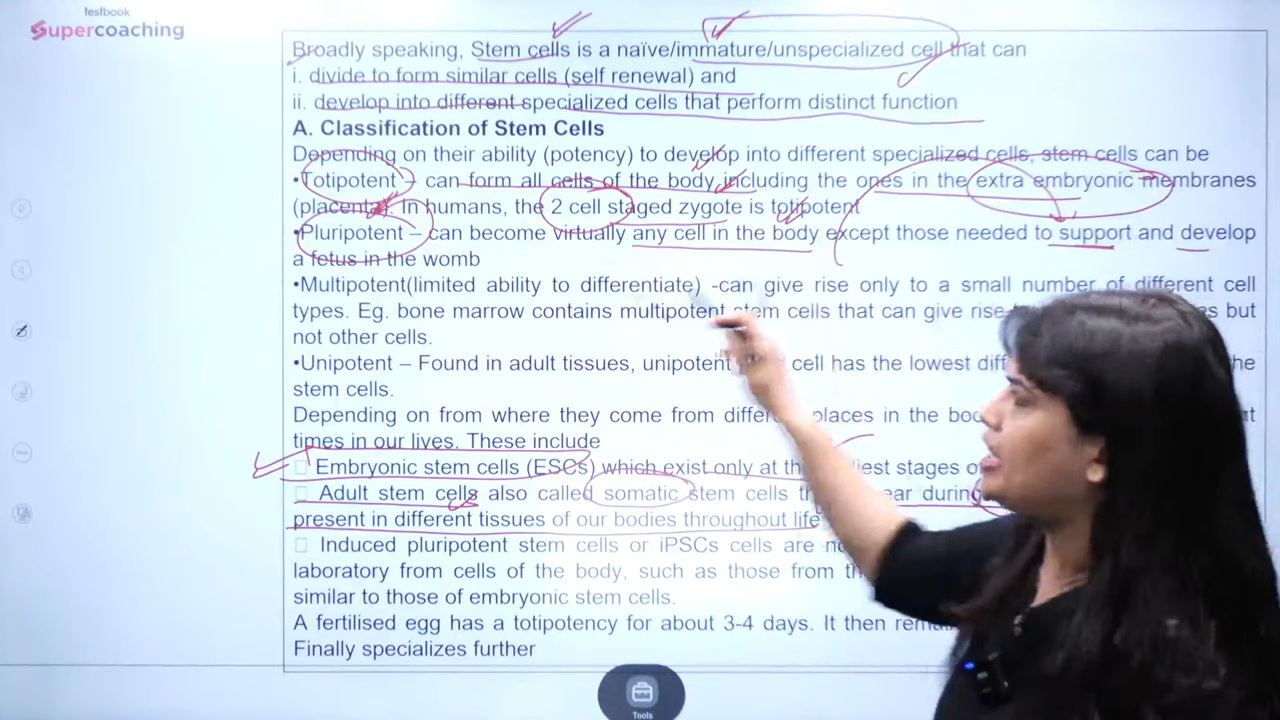 testbook
Supercoaching
Broadly speaking, Stem cells is a naïve/immature/unspecialized cell that can
i. divide to form similar cells (self renewal) and
ii. develop into different specialized cells that perform distinct function
A. Classification of Stem Cells
Depending on their ability (potency) to develop into different specialized cells, stem cells can be
•Totipotent – can form all cells of the body including the ones in the extra embryonic membranes
(placenta). In humans, the 2 cell staged zygote is totipotent
•Pluripotent – can become virtually any cell in the body except those needed to support and develop
a fetus in the womb
•Multipotent(limited ability to differentiate) -can give rise only to a small number of different cell
types. Eg. bone marrow contains multipotent stem cells that can give rise but
not other cells.
•Unipotent – Found in adult tissues, unipotent cell has the lowest
stem cells.
Depending on from where they come from places in the
times in our lives. These include
Embryonic stem cells (ESCs) which exist only at stages
Adult stem cells also called somatic stem cells during
present in different tissues of our bodies throughout life
Induced pluripotent stem cells or iPSCs cells are
laboratory from cells of the body, such as those from
similar to those of embryonic stem cells.
A fertilised egg has a totipotency for about 3-4 days. It then
Finally specializes further
Tools